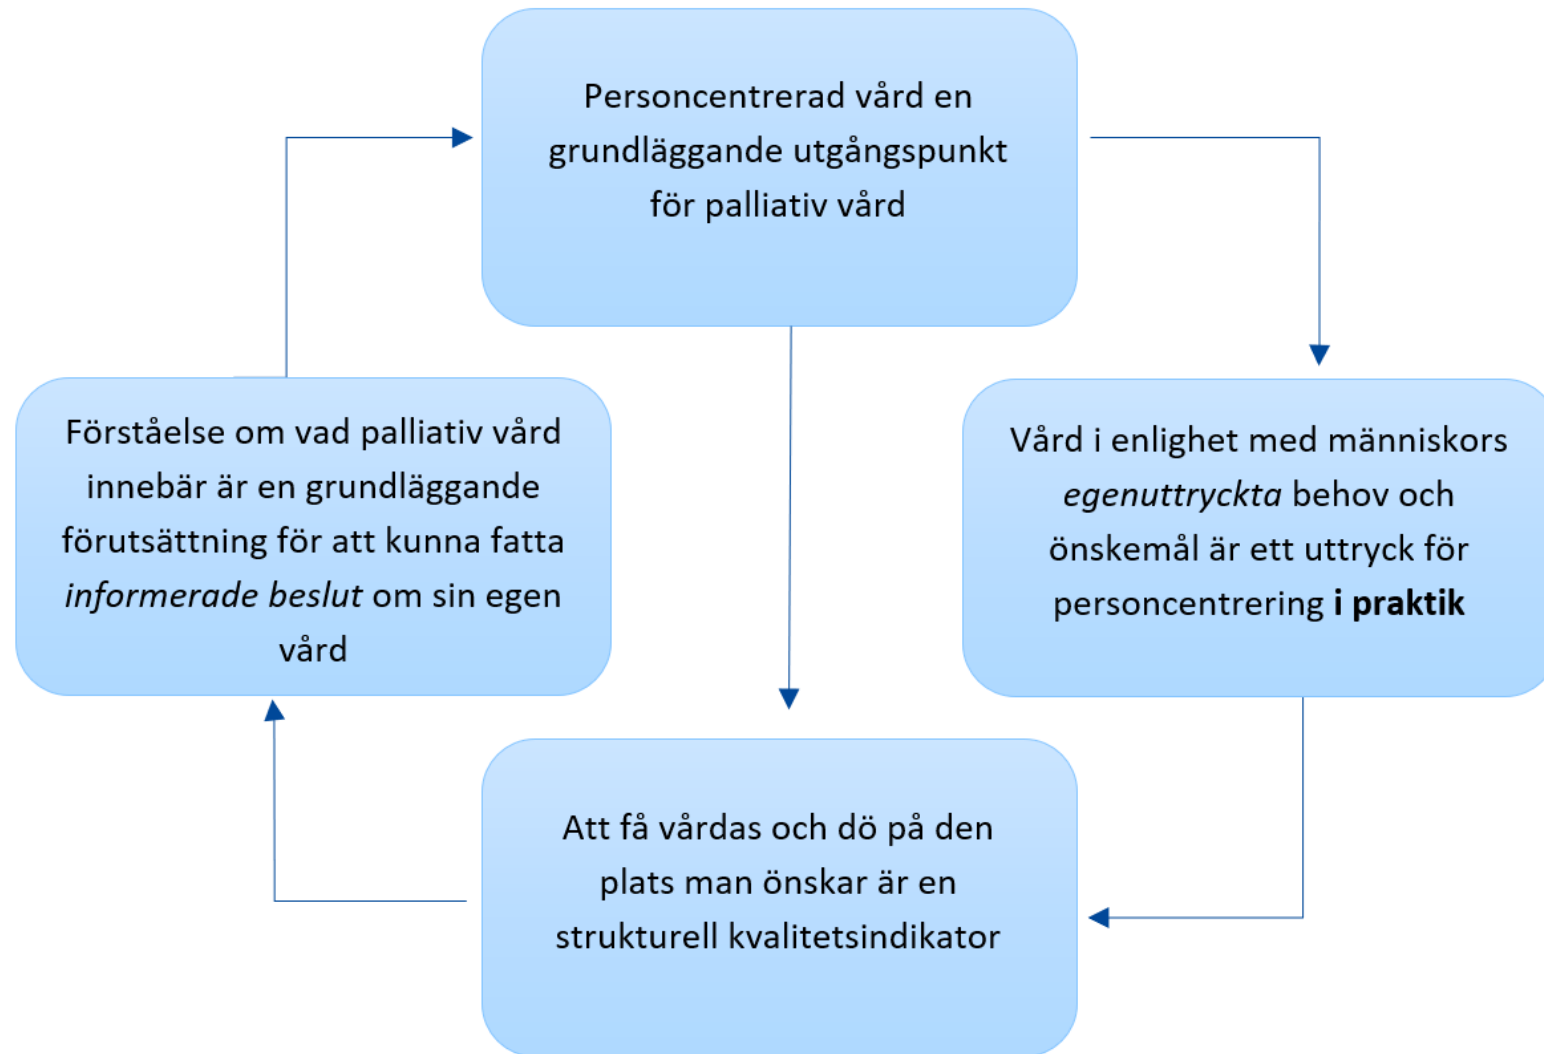 Personcentrerad vård en
grundläggande utgångspunkt
för palliativ vård
Förståelse om vad palliativ vård
innebär är en grundläggande
förutsättning för att kunna fatta
informerade beslut om sin egen
vård
Vård i enlighet med människors
egenuttryckta behov och
önskemål är ett uttryck för
personcentrering i praktik
Att få vårdas och dö på den
plats man önskar är en
strukturell kvalitetsindikator